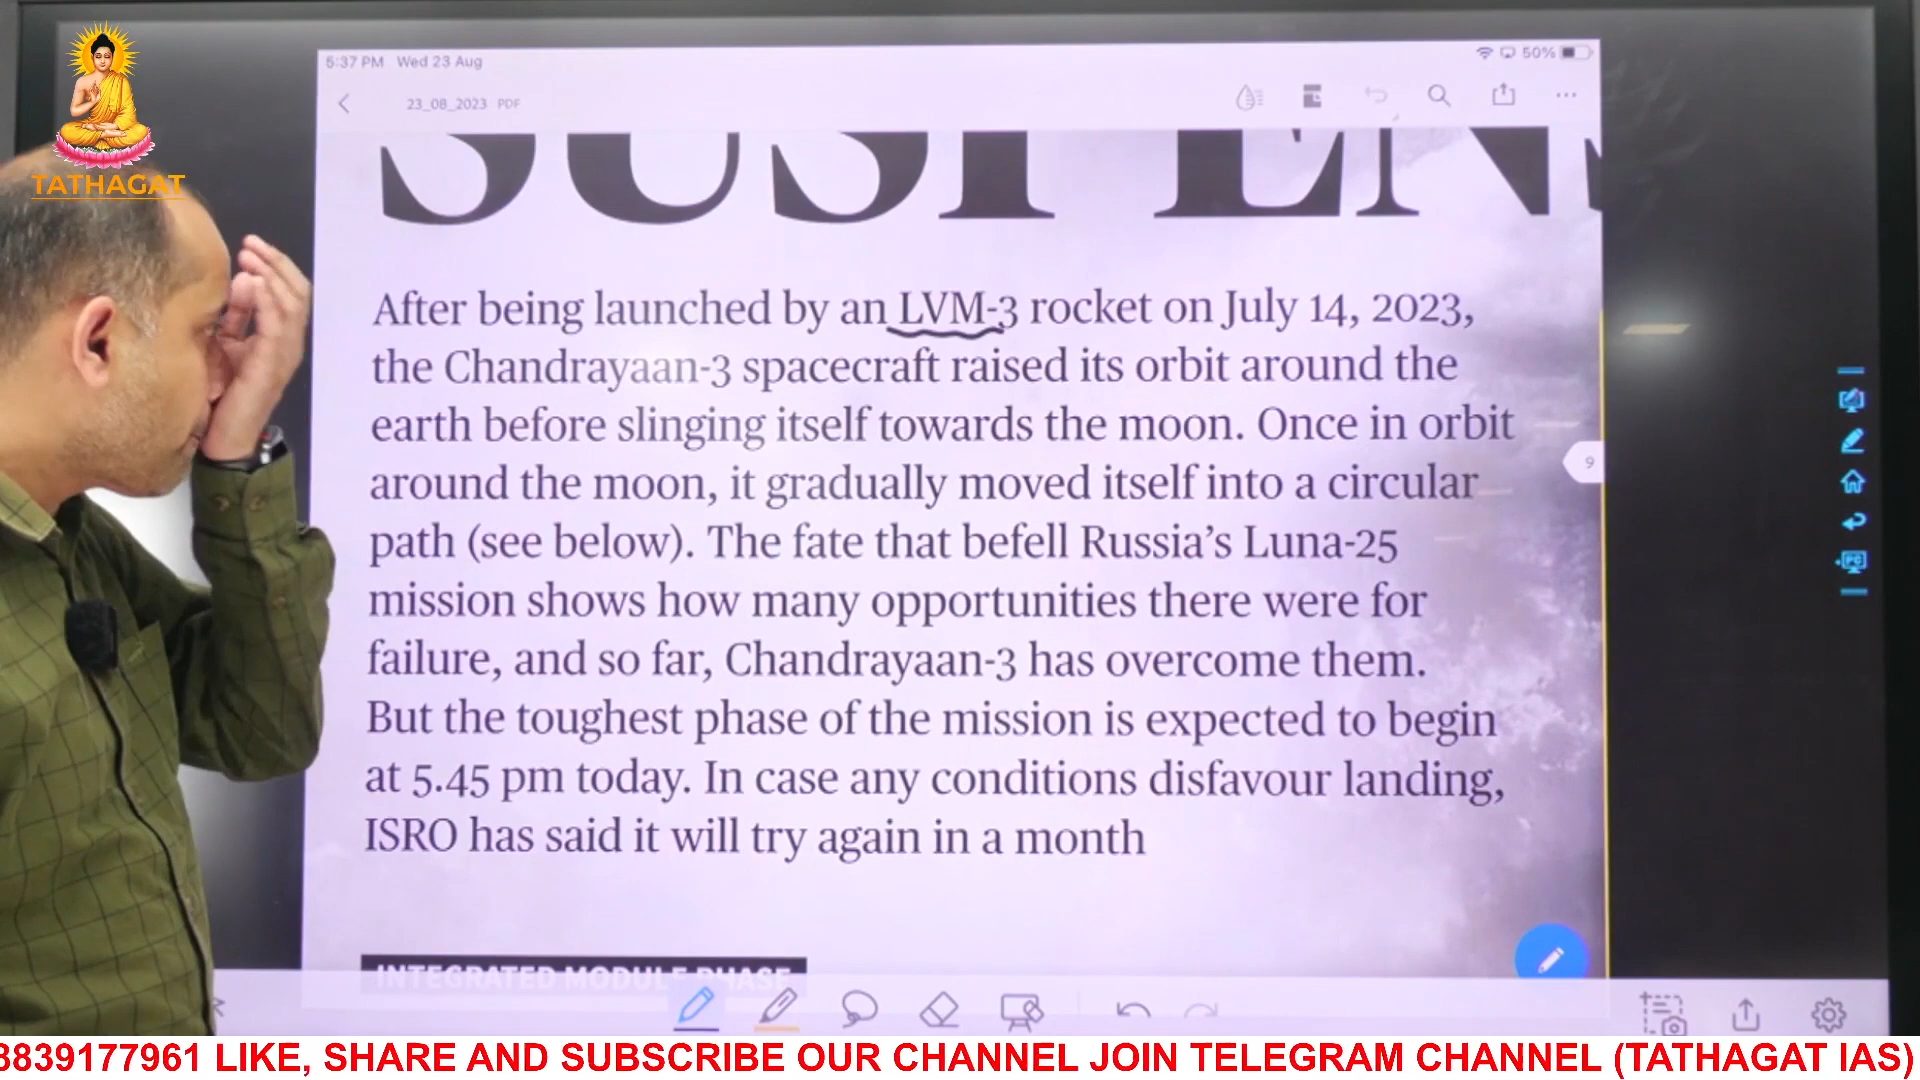 TATHAGAT
5:37 PM Wed 23 Aug
50%
23_08_2023 PDF
SUSPENS
After being launched by an LVM-3 rocket on July 14, 2023,
the Chandrayaan-3 spacecraft raised its orbit around the
earth before slinging itself towards the moon. Once in orbit
around the moon, it gradually moved itself into a circular
path (see below). The fate that befell Russia's Luna-25
mission shows how many opportunities there were for
failure, and so far, Chandrayaan-3 has overcome them.
But the toughest phase of the mission is expected to begin
at 5.45 pm today. In case any conditions disfavour landing,
ISRO has said it will try again in a month
9
PC
INTEGRATED MODULE PHASE
8839177961 LIKE, SHARE AND SUBSCRIBE OUR CHANNEL JOIN TELEGRAM CHANNEL (TATHAGAT IAS)